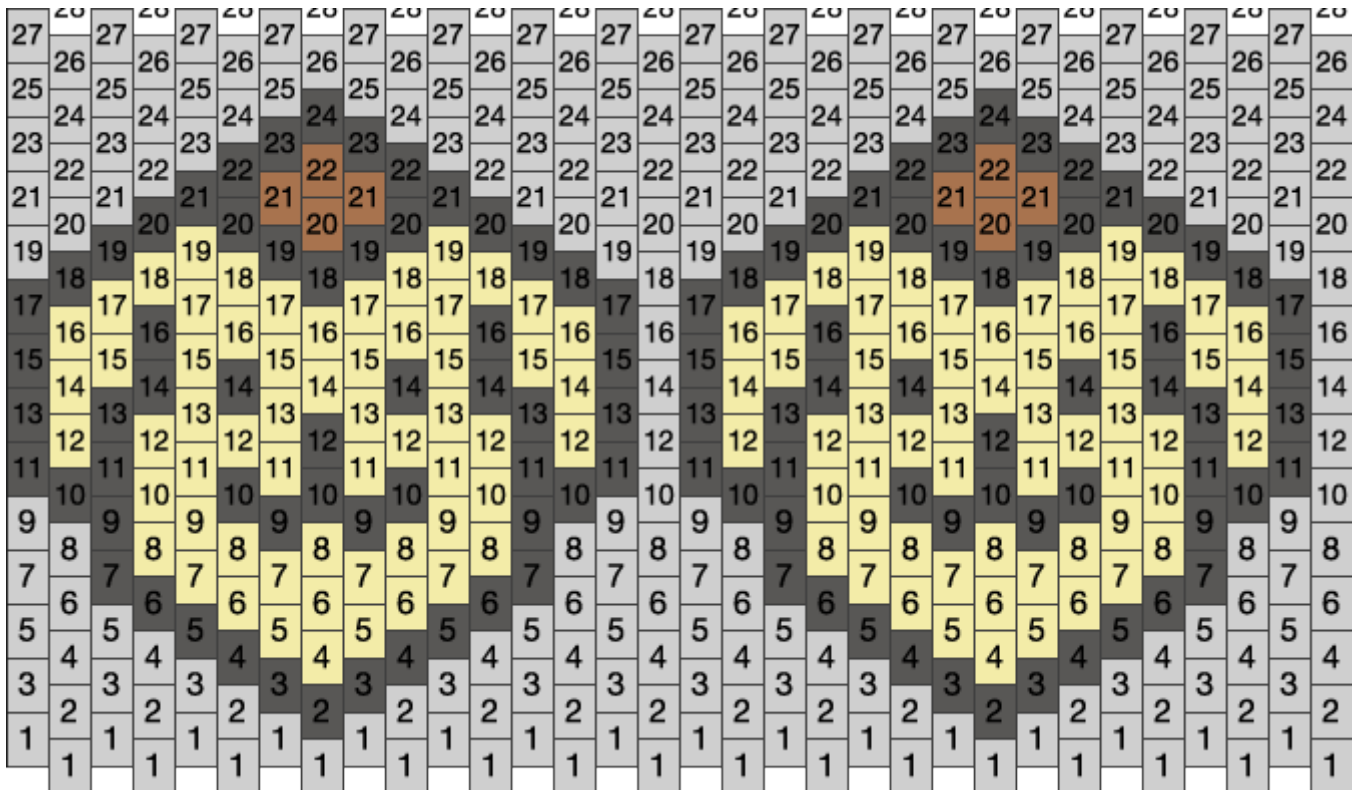 27 27 27 27 27 27 27 27 27 27 27 27 27 27 27 27
26 26 26 26 26 26 26 26 26 26 26 26 26 26 26 26
25 25 25 25 25 25 25 25 25 25 25 25 25 25 25 25
24 24 24 24 24 24 24 24 24 24 24 24 24 24 24 24
23 23 23 23 23 23 23 23 23 23 23 23 23 23 23 23
22 22 22 22 22 22 22 22 22 22 22 22 22 22 22 22
21 21 21 21 21 21 21 21 21 21 21 21 21 21 21 21
20 20 20 20 20 20 20 20 20 20 20 20 20 20 20 20
19 19 19 19 19 19 19 19 19 19 19 19 19 19 19 19
18 18 18 18 18 18 18 18 18 18 18 18 18 18 18 18
17 17 17 17 17 17 17 17 17 17 17 17 17 17 17 17
16 16 16 16 16 16 16 16 16 16 16 16 16 16 16 16
15 15 15 15 15 15 15 15 15 15 15 15 15 15 15 15
14 14 14 14 14 14 14 14 14 14 14 14 14 14 14 14
13 13 13 13 13 13 13 13 13 13 13 13 13 13 13 13
12 12 12 12 12 12 12 12 12 12 12 12 12 12 12 12
11 11 11 11 11 11 11 11 11 11 11 11 11 11 11 11
10 10 10 10 10 10 10 10 10 10 10 10 10 10 10 10
9 9 9 9 9 9 9 9 9 9 9 9 9 9 9 9
8 8 8 8 8 8 8 8 8 8 8 8 8 8 8 8
7 7 7 7 7 7 7 7 7 7 7 7 7 7 7 7
6 6 6 6 6 6 6 6 6 6 6 6 6 6 6 6
5 5 5 5 5 5 5 5 5 5 5 5 5 5 5 5
4 4 4 4 4 4 4 4 4 4 4 4 4 4 4 4
3 3 3 3 3 3 3 3 3 3 3 3 3 3 3 3
2 2 2 2 2 2 2 2 2 2 2 2 2 2 2 2
1 1 1 1 1 1 1 1 1 1 1 1 1 1 1 1
1 1 1 1 1 1 1 1 1 1 1 1 1 1 1 1